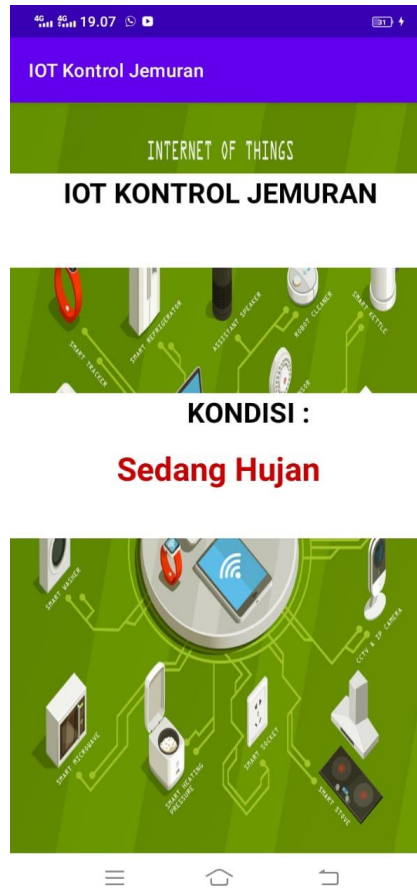 4G 4G 19.07 31
IOT Kontrol Jemuran
INTERNET OF THINGS
IOT KONTROL JEMURAN
SMART TRACKER
SMART REFRIGERATOR
ASSISTANT SPEAKER
ROBOT CLEANER
SMART KETTLE
KONDISI :
Sedang Hujan
SMART WASHER
CCTV & IP CAMERA
SMART MICROWAVE
SMART HEATING
PRESSURE
SMART SOCKET
SMART STOVE